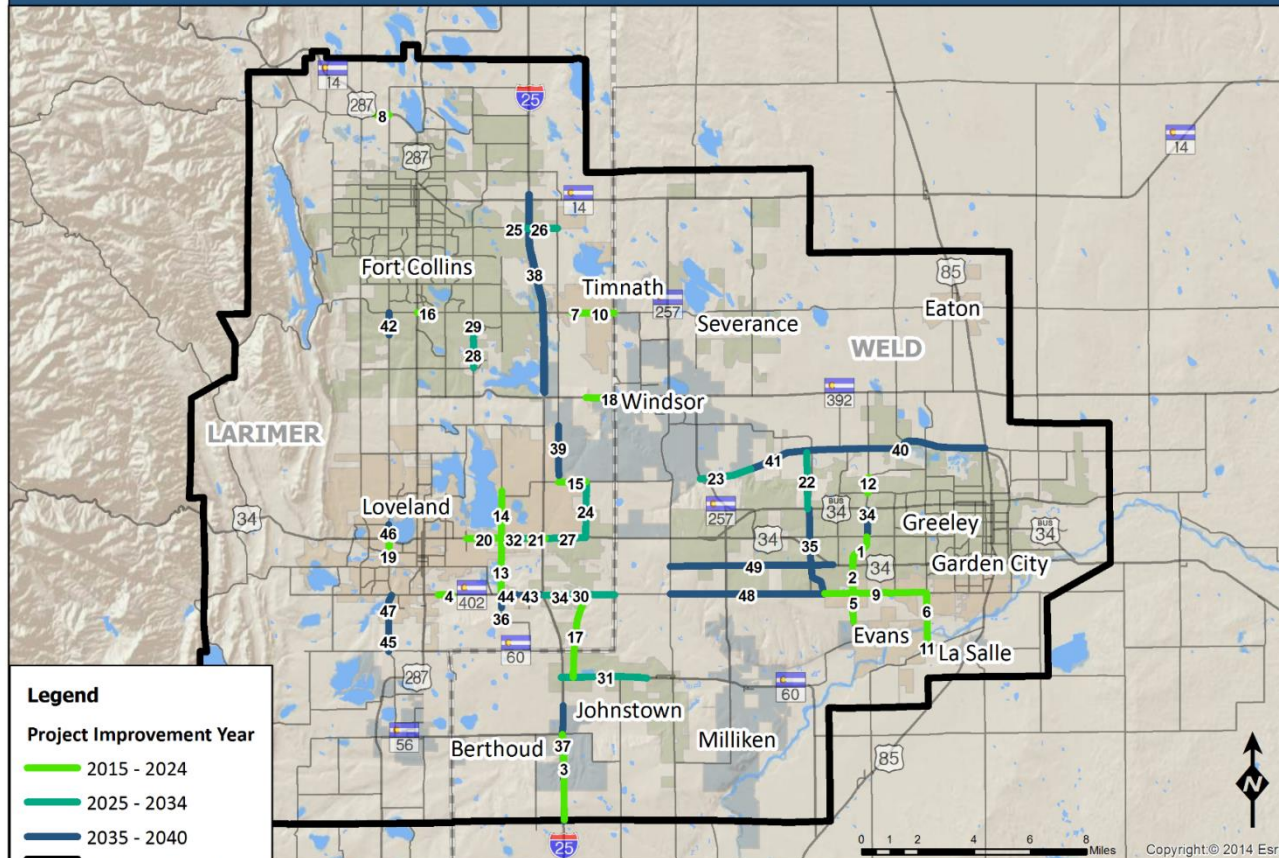 14
287
8
287
25
14
14
25 26
38
Fort Collins
Timnath
257
Severance
85
Eaton
16
7 10
42
29
28
WELD
392
18 Windsor
LARIMER
39
40
41
23
22
12
15
257
BUS
34
34
Loveland
14
24
Greeley
BUS
34
34
46
20
32 21 27
34
35
1
19
13
49
34
Garden City
2
4
402
44 43 34 30
48
5
9
6
47
36
45
60
17
Evans
11 La Salle
287
31
60
Johnstown
56
Berthoud
37
3
Milliken
85
25
N
Legend
Project Improvement Year
2015 - 2024
2025 - 2034
2035 - 2040
0 1 2 4 6 8
Miles
Copyright:© 2014 Esr